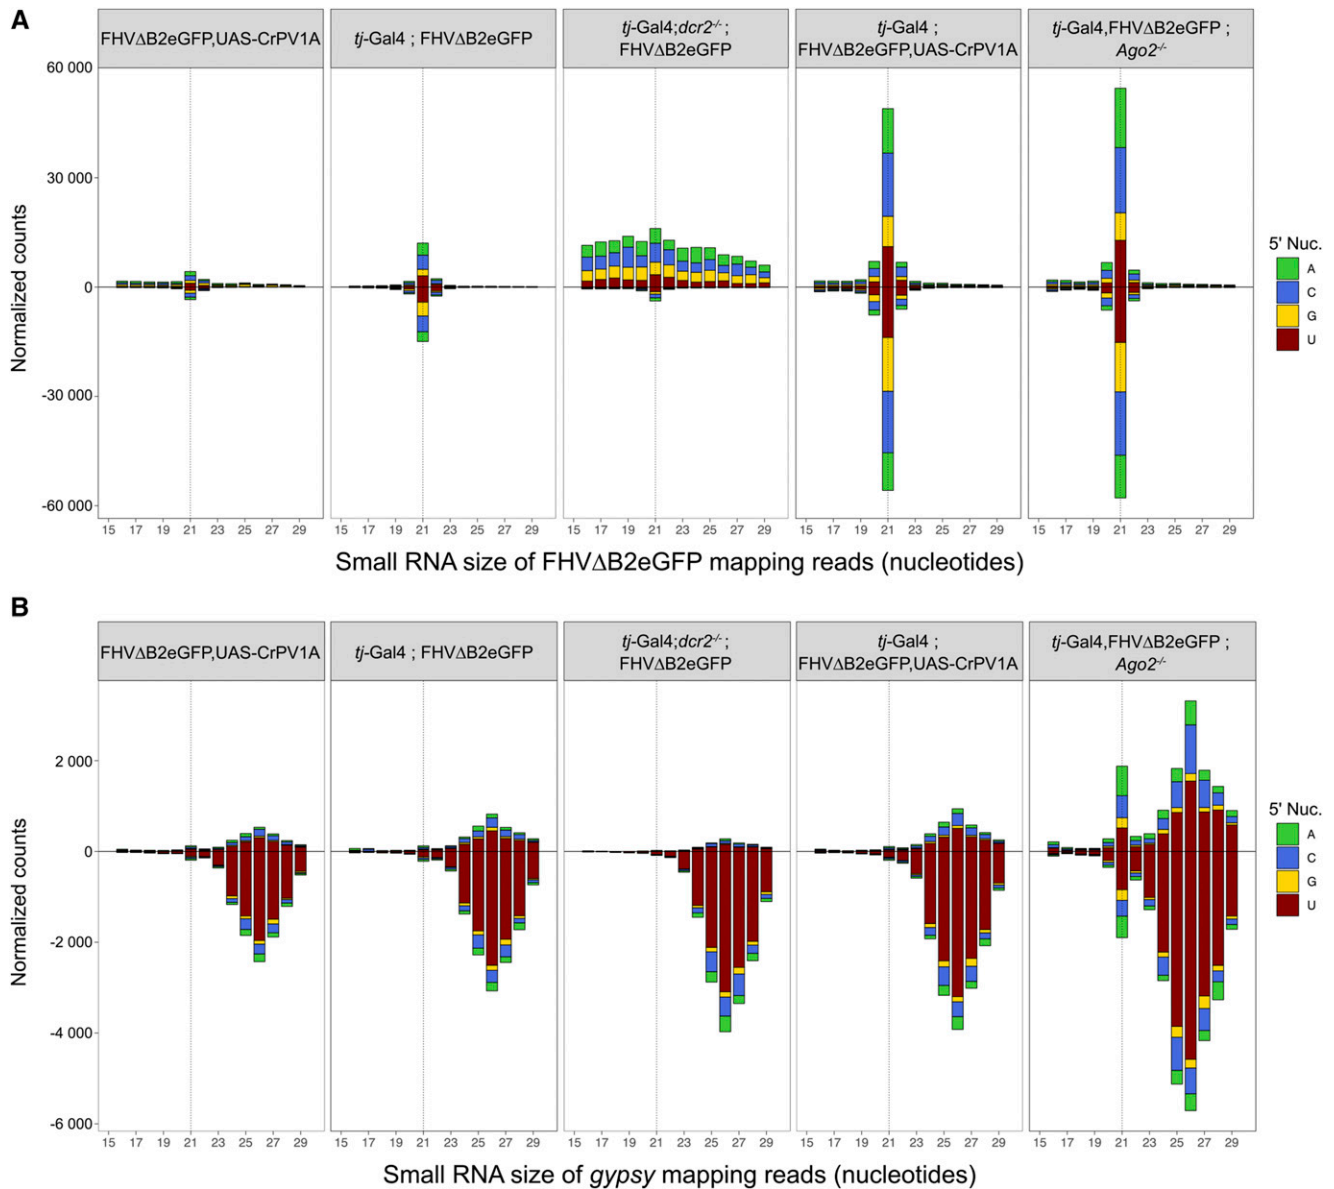 A
FHVΔB2eGFP,UAS-CrPV1A
tj-Gal4 ; FHVΔB2eGFP
tj-Gal4;dcr2-/- ;
FHVΔB2eGFP
tj-Gal4 ;
FHVΔB2eGFP,UAS-CrPV1A
tj-Gal4,FHVΔB2eGFP ;
Ago2-/-
60 000
30 000
0
-30 000
-60 000
Normalized counts
15 17 19 21 23 25 27 29
15 17 19 21 23 25 27 29
15 17 19 21 23 25 27 29
15 17 19 21 23 25 27 29
15 17 19 21 23 25 27 29
Small RNA size of FHVΔB2eGFP mapping reads (nucleotides)
5' Nuc.
A
C
G
U
B
FHVΔB2eGFP,UAS-CrPV1A
tj-Gal4 ; FHVΔB2eGFP
tj-Gal4;dcr2-/- ;
FHVΔB2eGFP
tj-Gal4 ;
FHVΔB2eGFP,UAS-CrPV1A
tj-Gal4,FHVΔB2eGFP ;
Ago2-/-
2 000
0
-2 000
-4 000
-6 000
Normalized counts
15 17 19 21 23 25 27 29
15 17 19 21 23 25 27 29
15 17 19 21 23 25 27 29
15 17 19 21 23 25 27 29
15 17 19 21 23 25 27 29
Small RNA size of gypsy mapping reads (nucleotides)
5' Nuc.
A
C
G
U